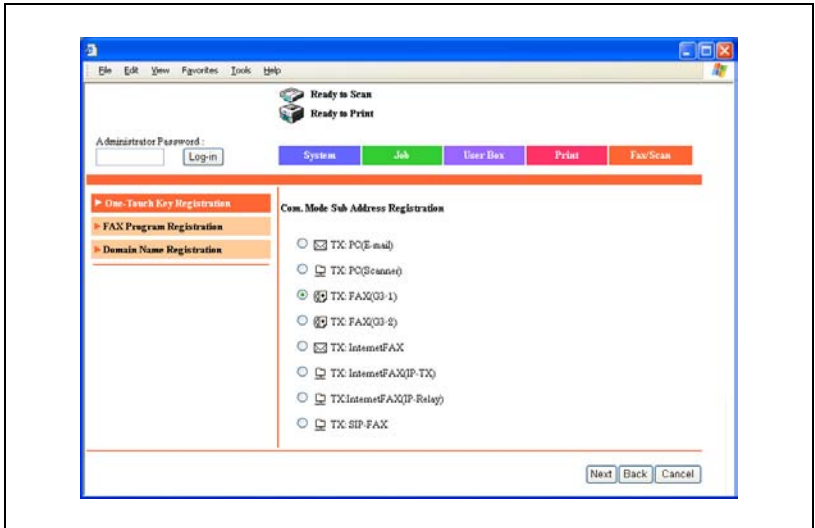 File Edit View Favorites Tools Help
Ready to Scan
Ready to Print
Administrator Password :
Log-in
System Job User Box Print Fax/Scan
One-Touch Key Registration
FAX Program Registration
Domain Name Registration
Com. Mode Sub Address Registration
TX: PC(E-mail)
TX: PC(Scanner)
TX: FAX(G3-1)
TX: FAX(G3-2)
TX: InternetFAX
TX: InternetFAX(IP-TX)
TX:InternetFAX(IP-Relay)
TX: SIP-FAX
Next Back Cancel